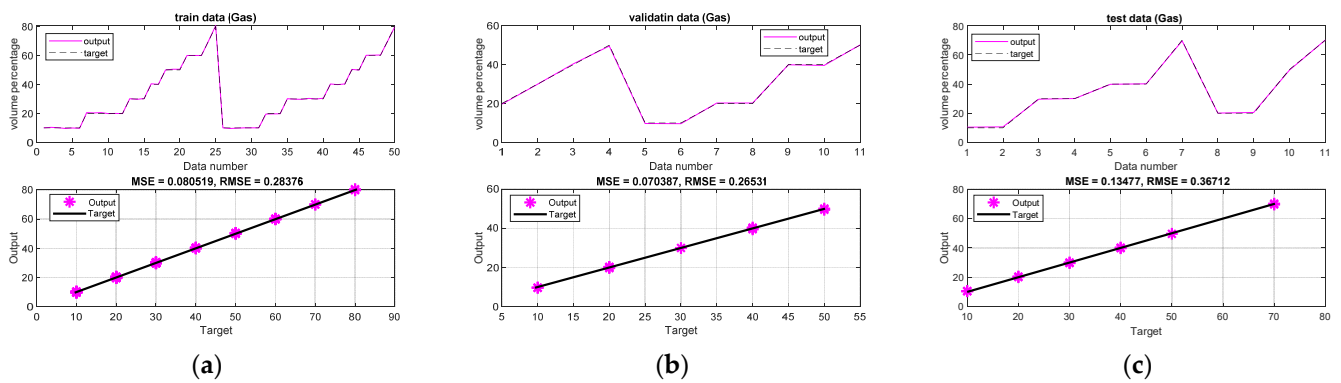 train data (Gas)
volume percentage
80
60
40
20
0
output
target
0 5 10 15 20 25 30 35 40 45 50
Data number
MSE = 0.080519, RMSE = 0.28376
Output
80
60
40
20
0
Output
Target
0 10 20 30 40 50 60 70 80 90
Target
(a)
validatin data (Gas)
volume percentage
60
40
20
0
output
target
1 2 3 4 5 6 7 8 9 10 11
Data number
MSE = 0.070387, RMSE = 0.26531
Output
60
40
20
0
Output
Target
5 10 15 20 25 30 35 40 45 50 55
Target
(b)
test data (Gas)
volume percentage
80
60
40
20
0
output
target
1 2 3 4 5 6 7 8 9 10 11
Data number
MSE = 0.13477, RMSE = 0.36712
Output
80
60
40
20
0
Output
Target
10 20 30 40 50 60 70 80
Target
(c)